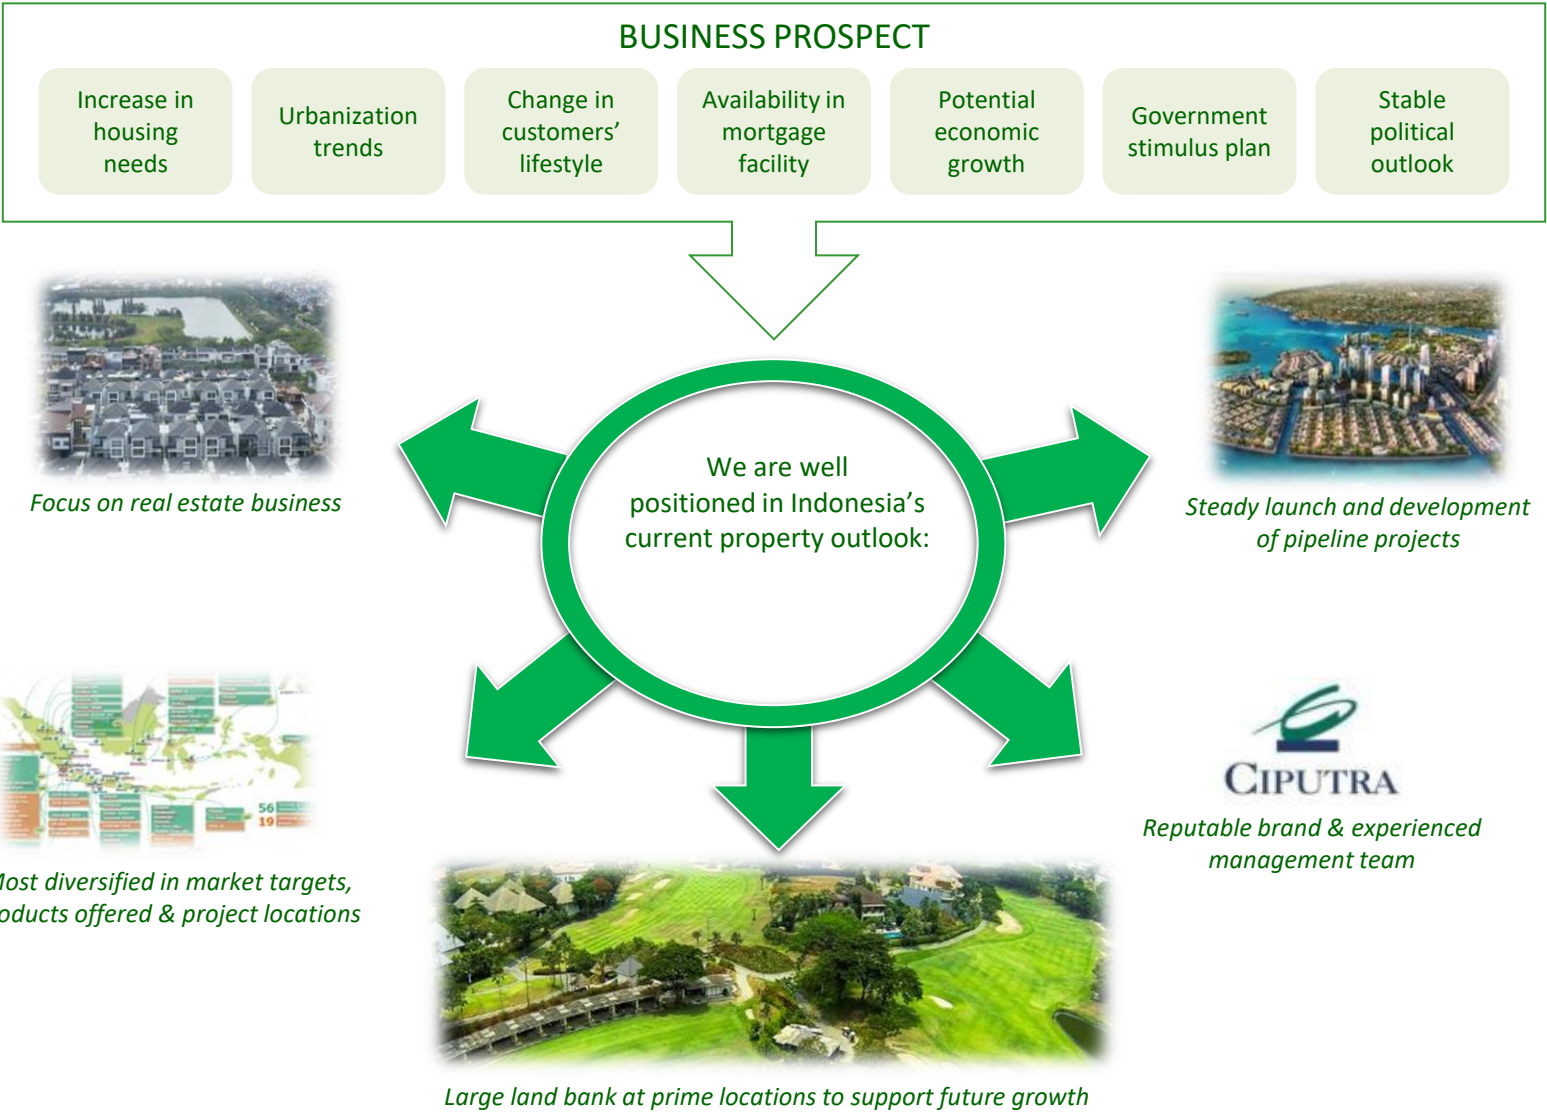 BUSINESS PROSPECT
Increase in
housing
needs
Urbanization
trends
Change in
customers’
lifestyle
Availability in
mortgage
facility
Potential
economic
growth
Government
stimulus plan
Stable
political
outlook
We are well
positioned in Indonesia’s
current property outlook:
Focus on real estate business
Steady launch and development
of pipeline projects
56
19
Most diversified in market targets,
products offered & project locations
CIPUTRA
Reputable brand & experienced
management team
Large land bank at prime locations to support future growth